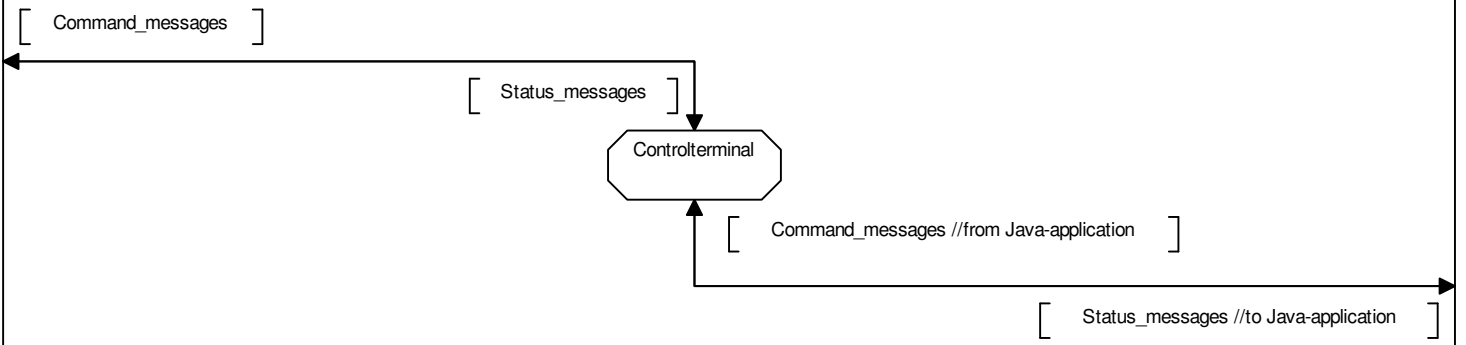 Command_messages
Status_messages
Controlterminal
Command_messages //from Java-application
Status_messages //to Java-application